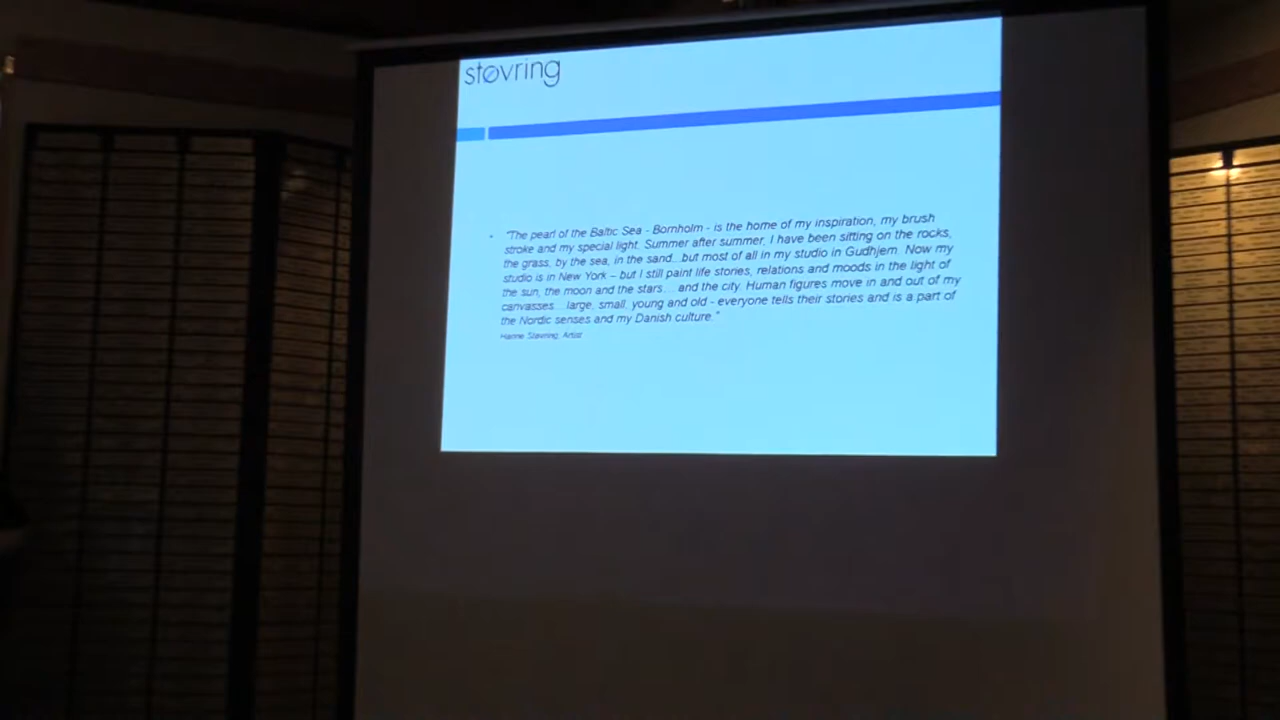 støvring
• "The pearl of the Baltic Sea - Bornholm - is the home of my inspiration, my brush
stroke and my special light. Summer after summer, I have been sitting on the rocks,
the grass, by the sea, in the sand...but most of all in my studio in Gudhjem. Now my
studio is in New York – but I still paint life stories, relations and moods in the light of
the sun, the moon and the stars.... and the city. Human figures move in and out of my
canvasses....large, small, young and old - everyone tells their stories and is a part of
the Nordic senses and my Danish culture."
Hanne Støvring, Artist